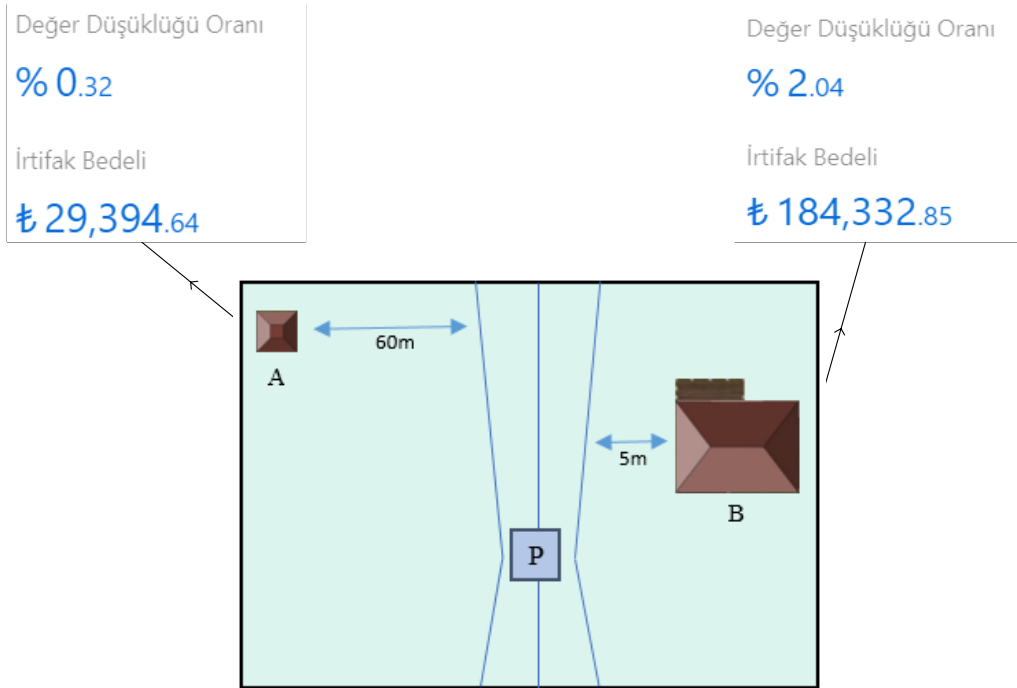 Değer Düşüklüğü Oranı
% 0.32
İrtifak Bedeli
₺ 29,394.64
Değer Düşüklüğü Oranı
% 2.04
İrtifak Bedeli
₺ 184,332.85
60m
A
5m
B
P